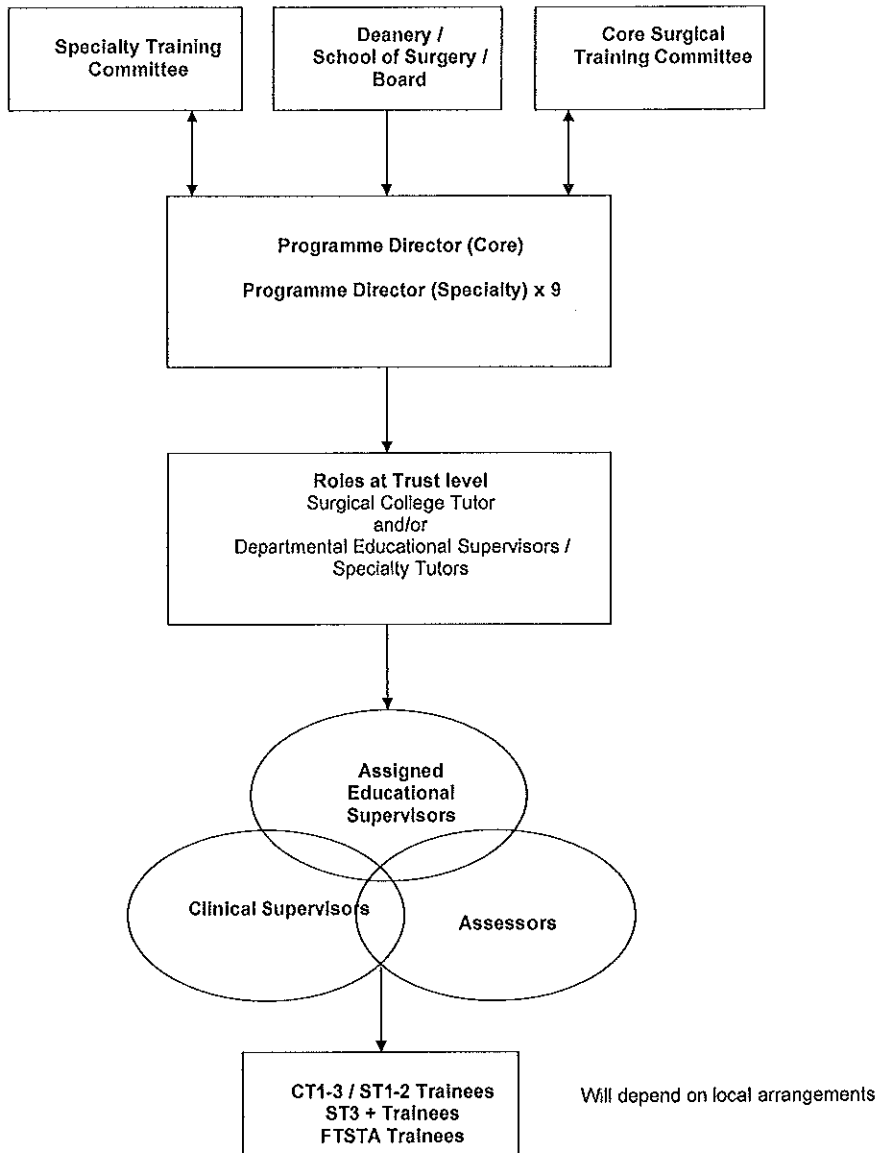 Specialty Training
Committee
Deanery /
School of Surgery /
Board
Core Surgical
Training Committee
Programme Director (Core)
Programme Director (Specialty) x 9
Roles at Trust level
Surgical College Tutor
and/or
Departmental Educational Supervisors /
Specialty Tutors
Assigned
Educational
Supervisors
Clinical Supervisors
Assessors
CT1-3 / ST1-2 Trainees
ST3 + Trainees
FTSTA Trainees
Will depend on local arrangements